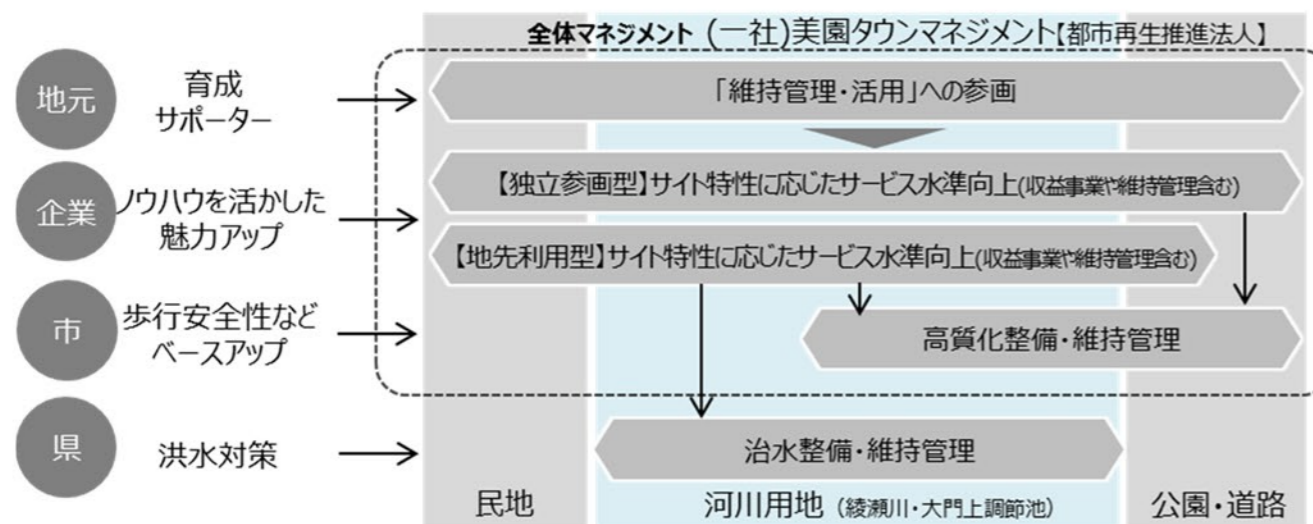 全体マネジメント (一社)美園タウンマネジメント【都市再生推進法人】
地元
育成
サポーター
「維持管理・活用」への参画
企業
ノウハウを活かした
魅力アップ
【独立参画型】サイト特性に応じたサービス水準向上(収益事業や維持管理含む)
【地先利用型】サイト特性に応じたサービス水準向上(収益事業や維持管理含む)
市
歩行安全性など
ベースアップ
高質化整備・維持管理
県
洪水対策
治水整備・維持管理
民地
河川用地 (綾瀬川・大門上調節池)
公園・道路